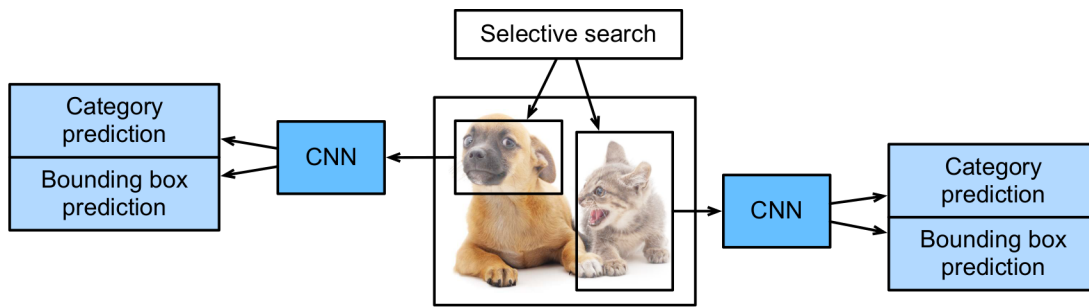 Selective search
Category
prediction
Bounding box
prediction
CNN
CNN
Category
prediction
Bounding box
prediction